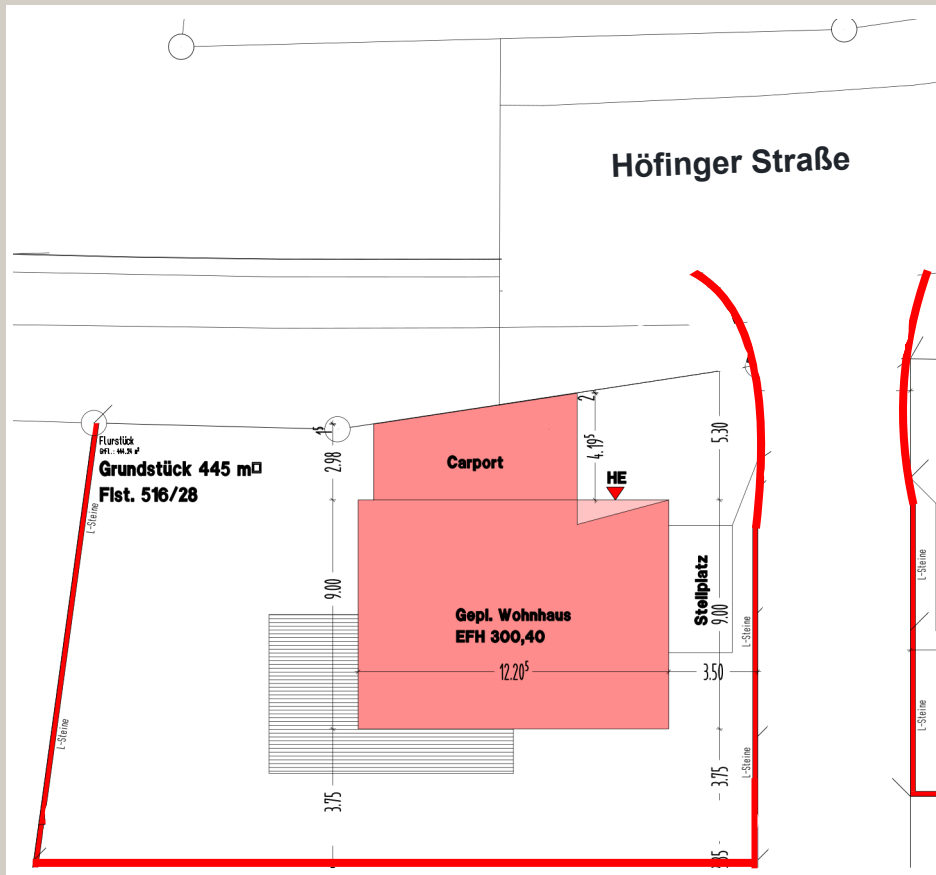 Höfinger Straße
Flurstück
Grundstück 445 m□
Flst. 516/28
L-Steine
L-Steine
15
2.98
9.00
3.75
Carport
2
4.19⁵
HE
5.30
Stellplatz
9.00
Gepl. Wohnhaus
EFH 300,40
12.20⁵
3.50
3.75
L-Steine
L-Steine
L-Steine
L-Steine